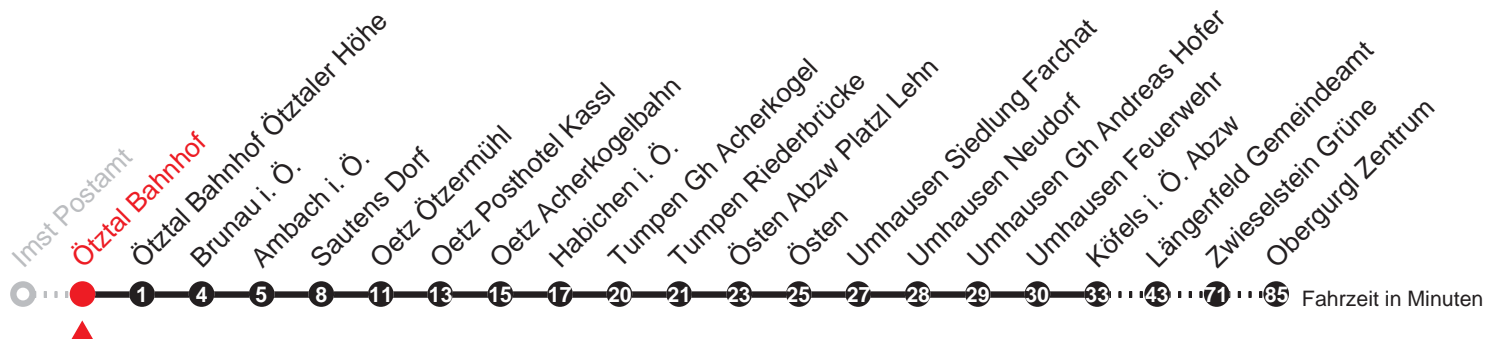 Imst Postamt
Ötztal Bahnhof
Ötztal Bahnhof Ötztaler Höhe
Brunau i. Ö.
Ambach i. Ö.
Sautens Dorf
Oetz Ötzermühl
Oetz Posthotel Kassl
Oetz Acherkogelbahn
Habichen i. Ö.
Tumpen Gh Acherkogel
Tumpen Riederbrücke
Östen Abzw Platzl Lehn
Östen
Umhausen Siedlung Farchat
Umhausen Neudorf
Umhausen Gh Andreas Hofer
Umhausen Feuerwehr
Köfels i. Ö. Abzw
Längenfeld Gemeindeamt
Zwieselstein Grüne
Obergurgl Zentrum
1 4 5 8 11 13 15 17 20 21 23 25 27 28 29 30 33 43 71 85 Fahrzeit in Minuten